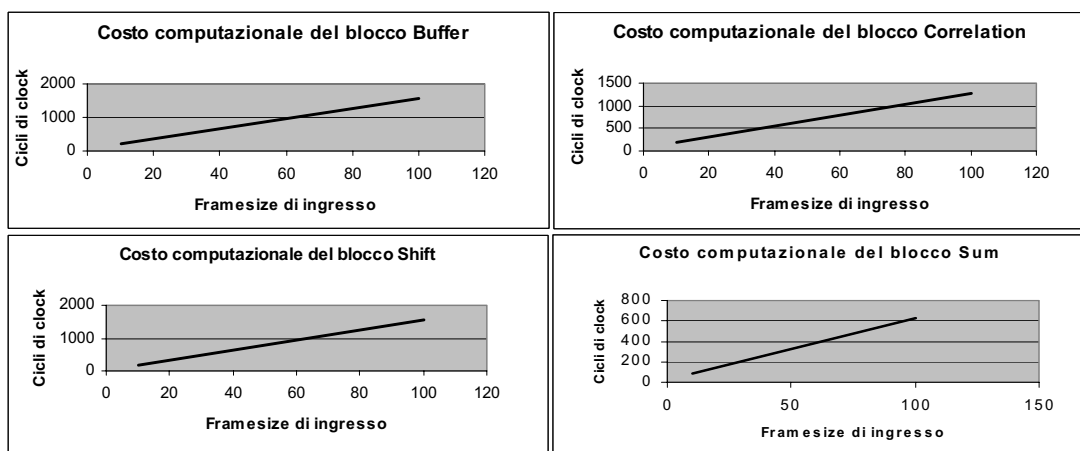 Costo computazionale del blocco Buffer
Cicli di clock
2000
1000
0
0 20 40 60 80 100 120
Framesize di ingresso
Costo computazionale del blocco Correlation
Cicli di clock
1500
1000
500
0
0 20 40 60 80 100 120
Framesize di ingresso
Costo computazionale del blocco Shift
Cicli di clock
2000
1000
0
0 20 40 60 80 100 120
Framesize di ingresso
Costo computazionale del blocco Sum
Cicli di clock
800
600
400
200
0
0 50 100 150
Framesize di ingresso